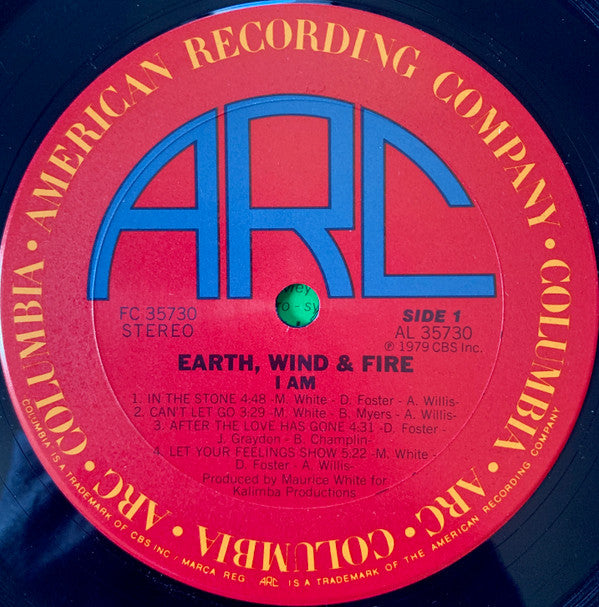 AMERICAN RECORDING COMPANY • COLUMBIA • ARC • COLUMBIA • ARC • COLUMBIA •
ARC
FC 35730
STEREO
SIDE 1
AL 35730
℗ 1979 CBS Inc.
EARTH, WIND & FIRE
I AM
1. IN THE STONE 4:48 -M. White - D. Foster - A. Willis-
2. CAN'T LET GO 3:29 -M. White - B. Myers - A. Willis-
3. AFTER THE LOVE HAS GONE 4:31 -D. Foster -
J. Graydon - B. Champlin-
4. LET YOUR FEELINGS SHOW 5:22 -M. White -
D. Foster - A. Willis-
Produced by Maurice White for
Kalimba Productions
COLUMBIA IS A TRADEMARK OF CBS INC / MARCA REG. ARC IS A TRADEMARK OF THE AMERICAN RECORDING COMPANY